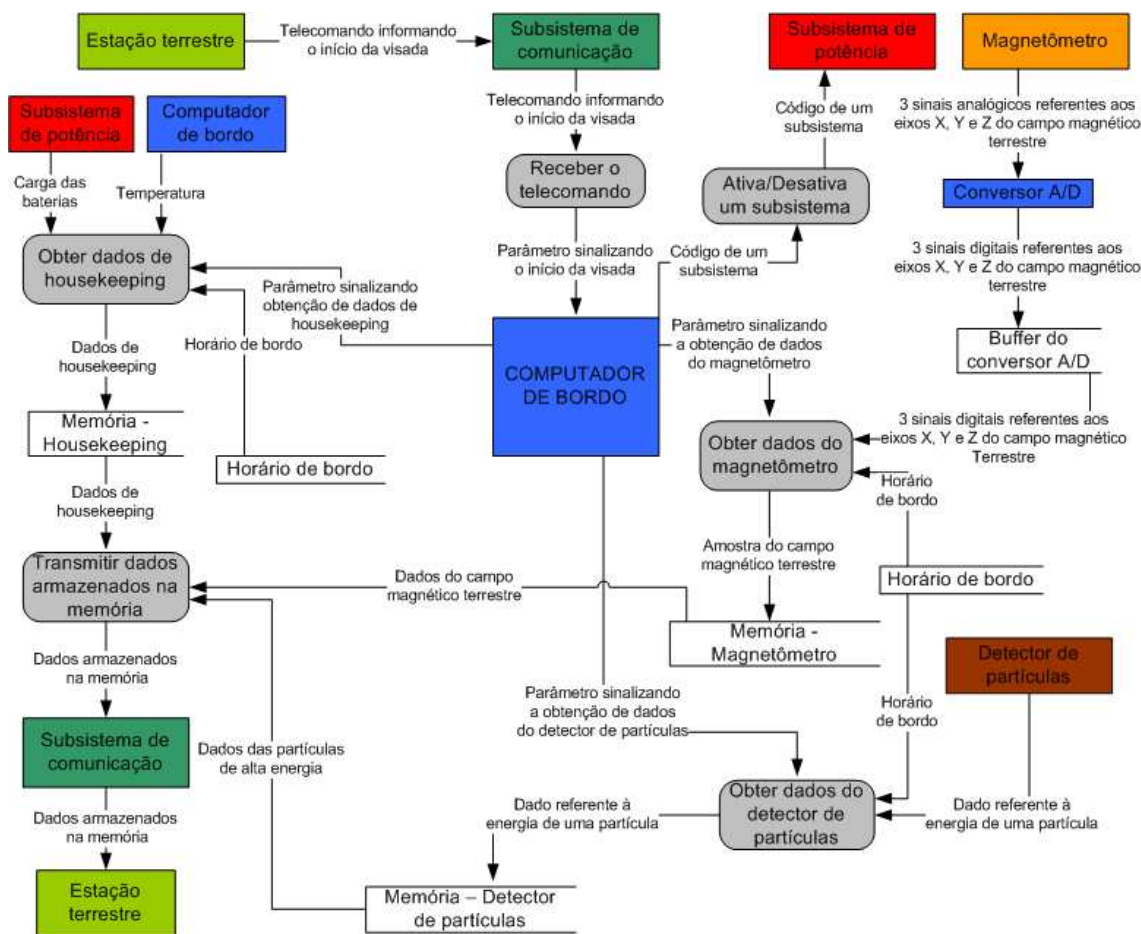 Estação terrestre
Telecomando informando
o início da visada
Subsistema de
comunicação
Subsistema de
potência
Magnetômetro
Subsistema
de potência
Computador
de bordo
Telecomando informando
o início da visada
Código de um
subsistema
3 sinais analógicos referentes aos
eixos X, Y e Z do campo magnético
terrestre
Carga das
baterias
Temperatura
Receber o
telecomando
Ativa/Desativa
um subsistema
Conversor A/D
Obter dados de
housekeeping
Parâmetro sinalizando
o início da visada
Código de um
subsistema
3 sinais digitais referentes aos
eixos X, Y e Z do campo magnético
terrestre
Parâmetro sinalizando
obtenção de dados de
housekeeping
Dados de
housekeeping
Horário de bordo
COMPUTADOR
DE BORDO
Parâmetro sinalizando
a obtenção de dados
do magnetômetro
Buffer do
conversor A/D
Memória -
Housekeeping
Horário de bordo
Obter dados do
magnetômetro
3 sinais digitais referentes aos
eixos X, Y e Z do campo magnético
Terrestre
Dados de
housekeeping
Horário
de bordo
Transmitir dados
armazenados na
memória
Dados do campo
magnético terrestre
Amostra do campo
magnético terrestre
Horário de bordo
Memória -
Magnetômetro
Detector de
partículas
Dados armazenados
na memória
Parâmetro sinalizando
a obtenção de dados
do detector de partículas
Horário
de bordo
Subsistema de
comunicação
Dados das partículas
de alta energia
Obter dados do
detector de
partículas
Dado referente à
energia de uma partícula
Dado referente à
energia de uma partícula
Dados armazenados
na memória
Estação
terrestre
Memória – Detector
de partículas